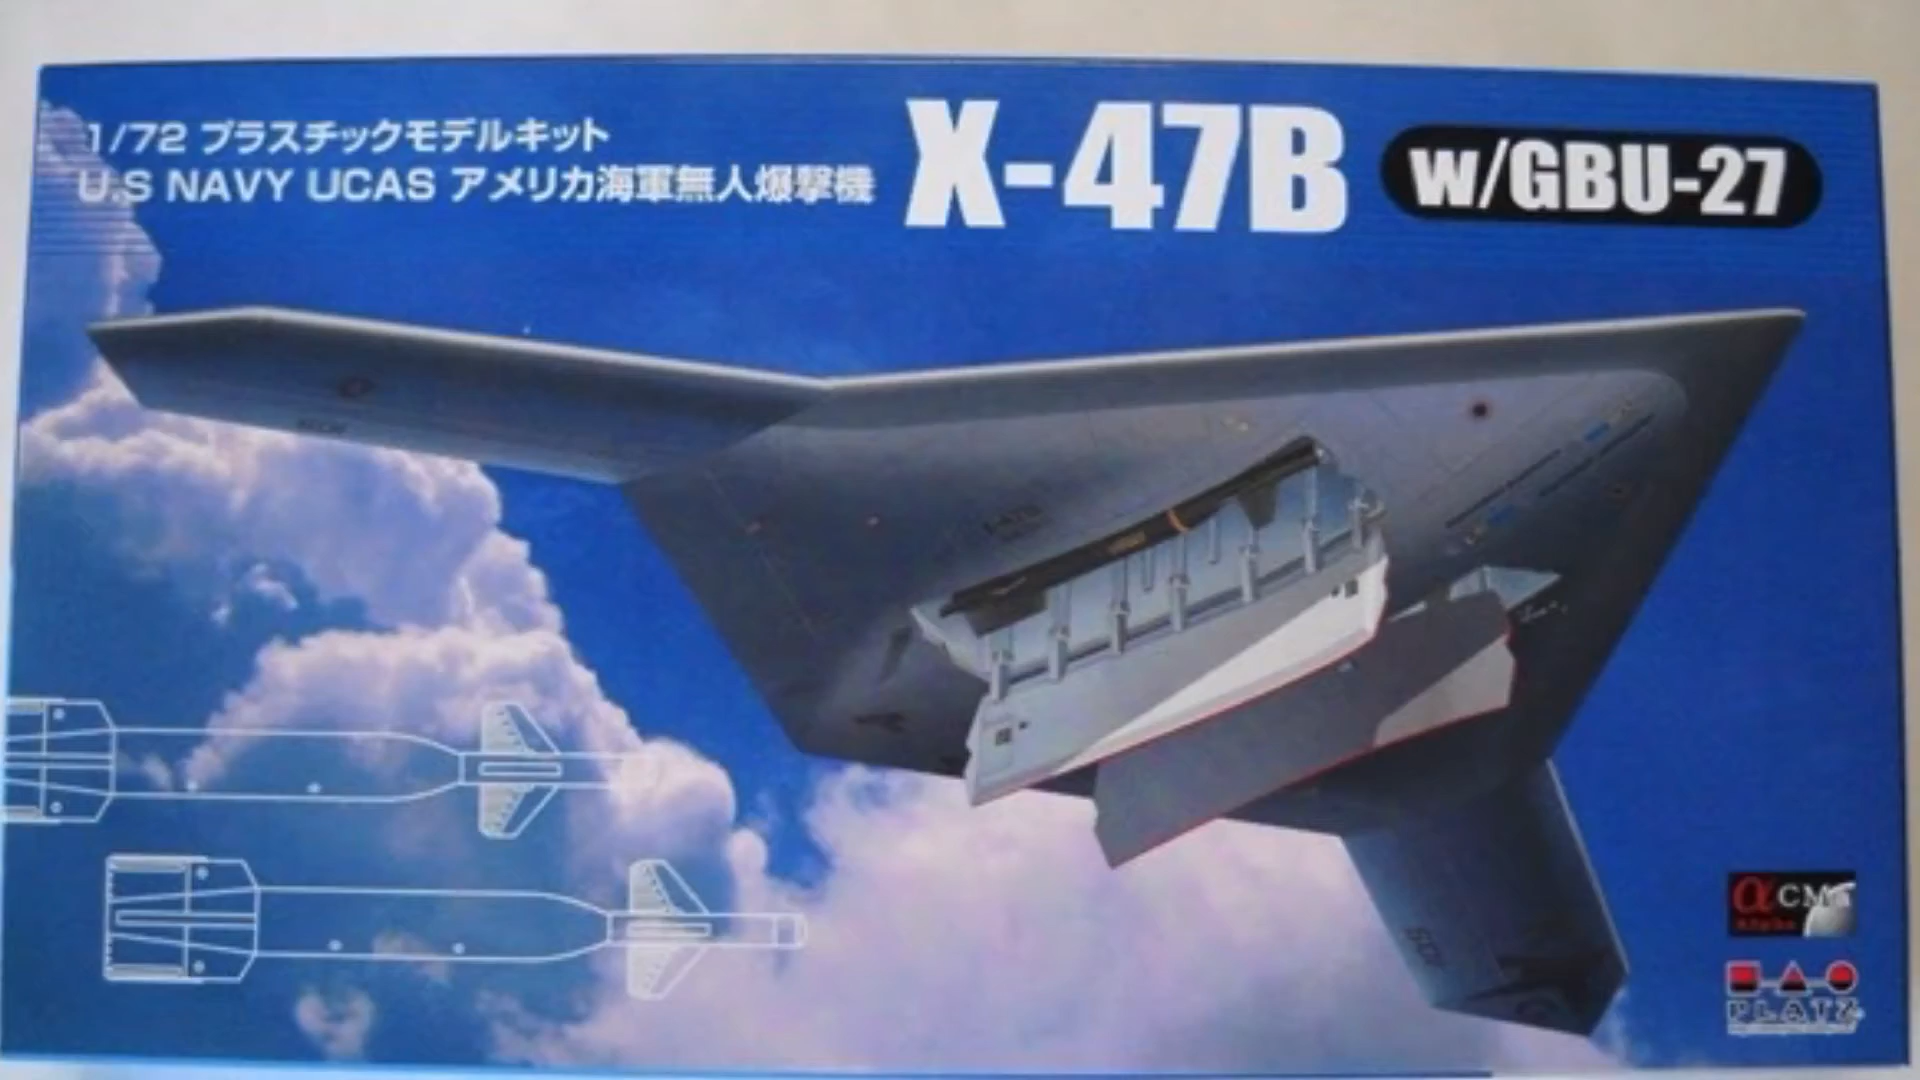 1/72 プラスチックモデルキット
U.S NAVY UCAS アメリカ海軍無人爆撃機
X-47B
w/GBU-27
α CM
PLATZ